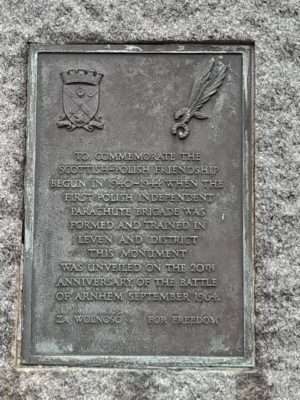 TO COMMEMORATE THE
SCOTTISH-POLISH FRIENDSHIP
BEGUN IN 1940-1944 WHEN THE
FIRST POLISH INDEPENDENT
PARACHUTE BRIGADE WAS
FORMED AND TRAINED IN
LEVEN AND DISTRICT
THIS MONUMENT
WAS UNVEILED ON THE 20TH
ANNIVERSARY OF THE BATTLE
OF ARNHEM SEPTEMBER 1964.
ZA WOLNOŚĆ FOR FREEDOM